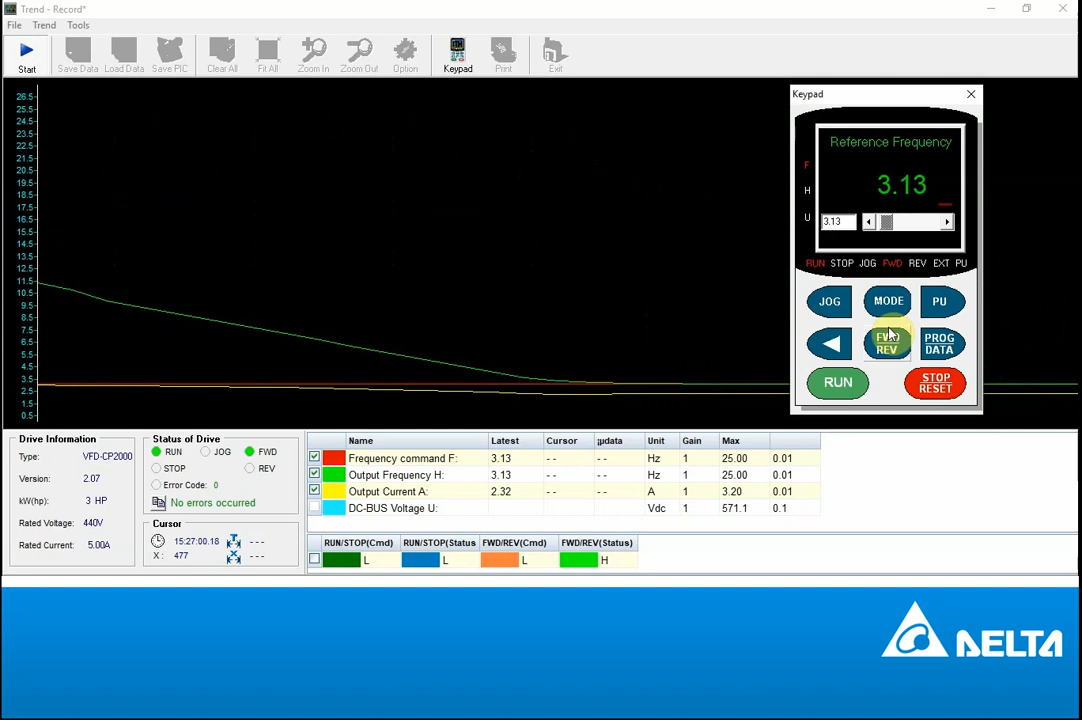 Trend - Record*
File Trend Tools
Start Save Data Load Data Save PIC Clear All Fit All Zoom In Zoom Out Option Keypad Print Exit
26.5
25.5
24.5
23.5
22.5
21.5
20.5
19.5
18.5
17.5
16.5
15.5
14.5
13.5
12.5
11.5
10.5
9.5
8.5
7.5
6.5
5.5
4.5
3.5
2.5
1.5
0.5
Keypad
Reference Frequency
F
H
U
3.13
3.13
RUN STOP JOG FWD REV EXT PU
JOG MODE PU
FWD
REV
PROG
DATA
RUN
STOP
RESET
Drive Information
Type: VFD-CP2000
Version: 2.07
kW(hp): 3 HP
Rated Voltage: 440V
Rated Current: 5.00A
Status of Drive
RUN JOG FWD
STOP REV
Error Code: 0
No errors occurred
Cursor
15:27:00.18 T - - -
X : 477 X - - -
Name Latest Cursor µdata Unit Gain Max
Frequency command F: 3.13 - - - - Hz 1 25.00 0.01
Output Frequency H: 3.13 - - - - Hz 1 25.00 0.01
Output Current A: 2.32 - - - - A 1 3.20 0.01
DC-BUS Voltage U: Vdc 1 571.1 0.1
RUN/STOP(Cmd) RUN/STOP(Status FWD/REV(Cmd) FWD/REV(Status)
L L L H
DELTA